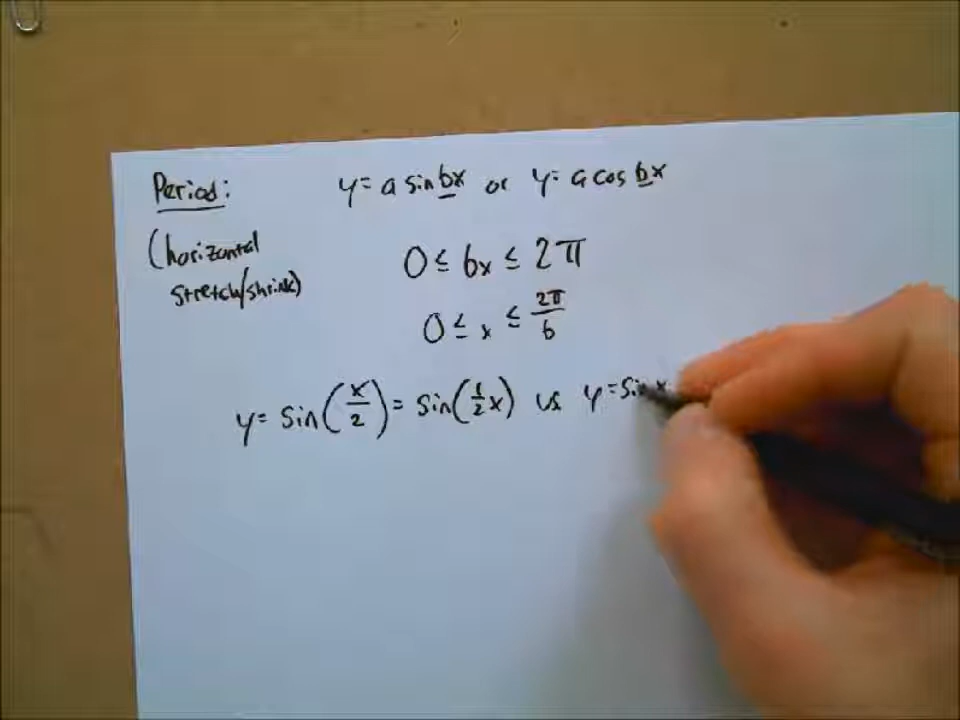 Period: y = a sin bx or y = a cos bx
(horizontal stretch/shrink)
0 ≤ bx ≤ 2π
0 ≤ x ≤ 2π/b
y = sin(x/2) = sin(1/2 x) vs y = sin x